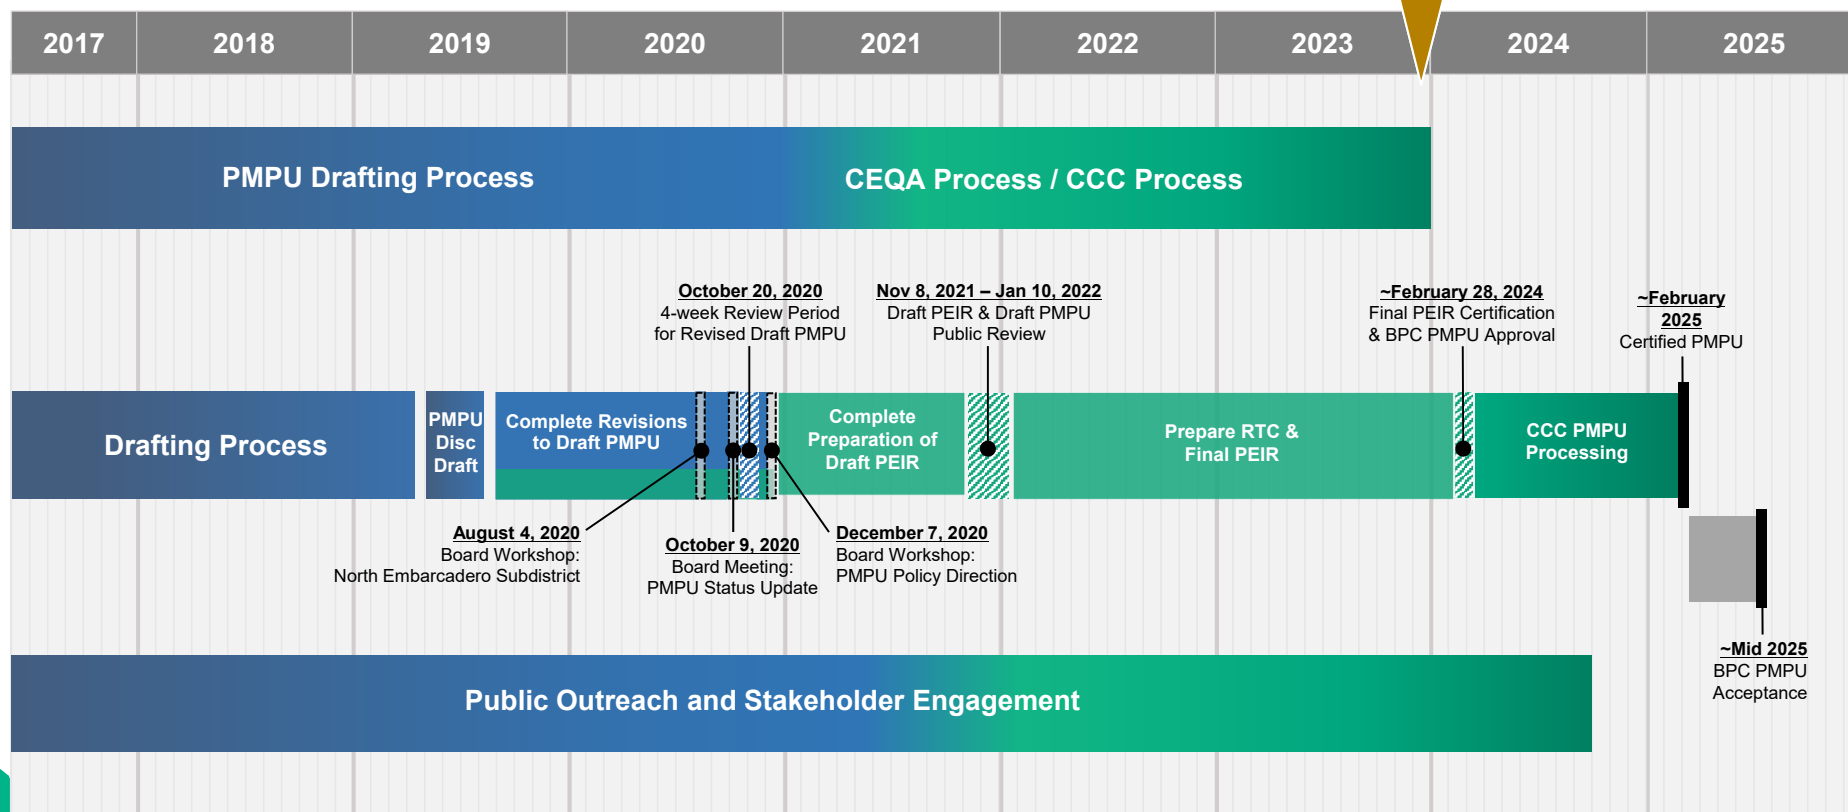 2017 2018 2019 2020 2021 2022 2023 2024 2025
PMPU Drafting Process
CEQA Process / CCC Process
October 20, 2020
4-week Review Period
for Revised Draft PMPU
Nov 8, 2021 – Jan 10, 2022
Draft PEIR & Draft PMPU
Public Review
~February 28, 2024
Final PEIR Certification
& BPC PMPU Approval
~February
2025
Certified PMPU
Drafting Process
PMPU
Disc
Draft
Complete Revisions
to Draft PMPU
Complete
Preparation of
Draft PEIR
Prepare RTC &
Final PEIR
CCC PMPU
Processing
August 4, 2020
Board Workshop:
North Embarcadero Subdistrict
October 9, 2020
Board Meeting:
PMPU Status Update
December 7, 2020
Board Workshop:
PMPU Policy Direction
~Mid 2025
BPC PMPU
Acceptance
Public Outreach and Stakeholder Engagement